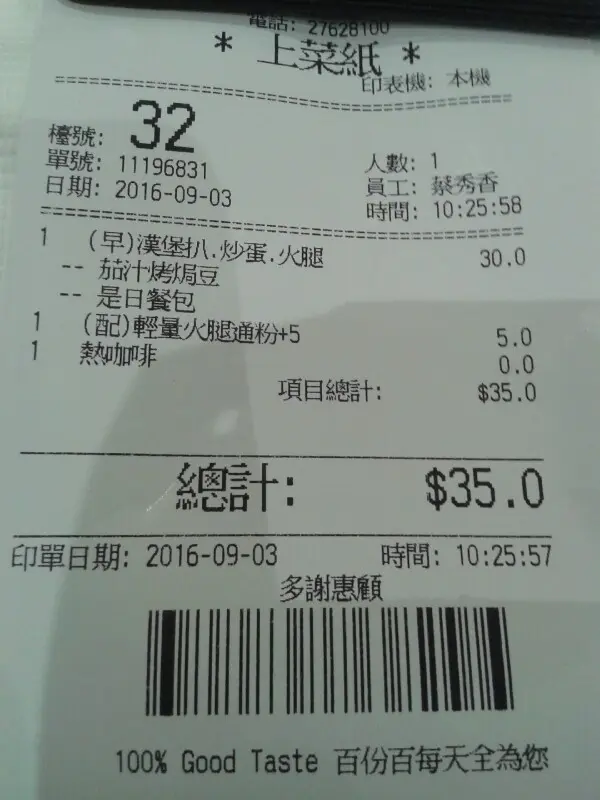 電話: 27628100
* 上菜紙 *
印表機: 本機
檯號: 32
單號: 11196831 人數: 1
日期: 2016-09-03 員工: 蔡秀香
時間: 10:25:58
1 (早)漢堡扒.炒蛋.火腿 30.0
-- 茄汁烤焗豆
-- 是日餐包
1 (配)輕量火腿通粉+5 5.0
1 熱咖啡 0.0
項目總計: $35.0
總計: $35.0
印單日期: 2016-09-03 時間: 10:25:57
多謝惠顧
100% Good Taste 百份百每天全為您